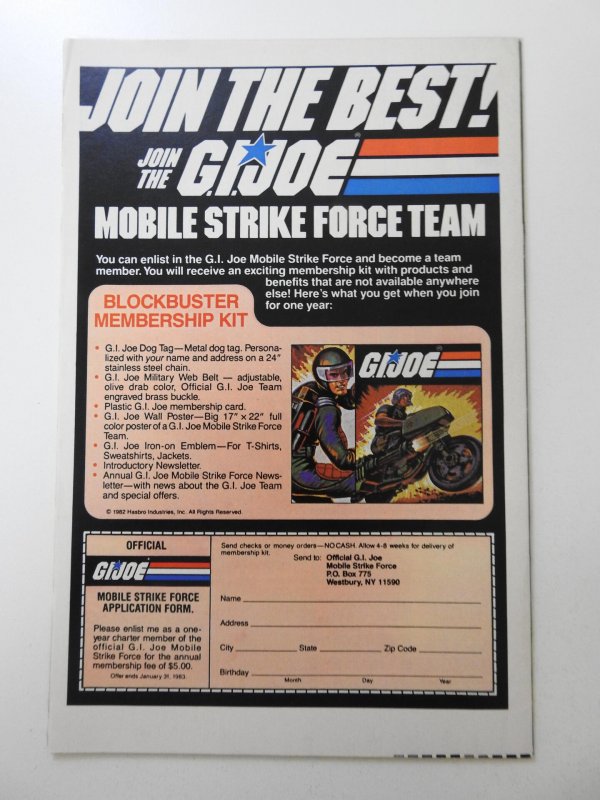 JOIN THE BEST!
JOIN
THE
G.I. JOE
MOBILE STRIKE FORCE TEAM
You can enlist in the G.I. Joe Mobile Strike Force and become a team
member. You will receive an exciting membership kit with products and
benefits that are not available anywhere
else! Here's what you get when you join
for one year:
BLOCKBUSTER
MEMBERSHIP KIT
• G.I. Joe Dog Tag—Metal dog tag. Persona-
lized with your name and address on a 24"
stainless steel chain.
• G.I. Joe Military Web Belt — adjustable,
olive drab color, Official G.I. Joe Team
engraved brass buckle.
• Plastic G.I. Joe membership card.
• G.I. Joe Wall Poster—Big 17" x 22" full
color poster of a G.I. Joe Mobile Strike Force
Team.
• G.I. Joe Iron-on Emblem—For T-Shirts,
Sweatshirts, Jackets.
• Introductory Newsletter.
• Annual G.I. Joe Mobile Strike Force News-
letter—with news about the G.I. Joe Team
and special offers.
© 1982 Hasbro Industries, Inc. All Rights Reserved.
G.I. JOE
OFFICIAL
G.I. JOE
MOBILE STRIKE FORCE
APPLICATION FORM.
Please enlist me as a one-
year charter member of the
official G.I. Joe Mobile
Strike Force for the annual
membership fee of $5.00.
Offer ends January 31, 1983.
Send checks or money orders—NO CASH. Allow 4-8 weeks for delivery of
membership kit.
Send to: Official G.I. Joe
Mobile Strike Force
P.O. Box 775
Westbury, NY 11590
Name
Address
City State Zip Code
Birthday
Month Day Year